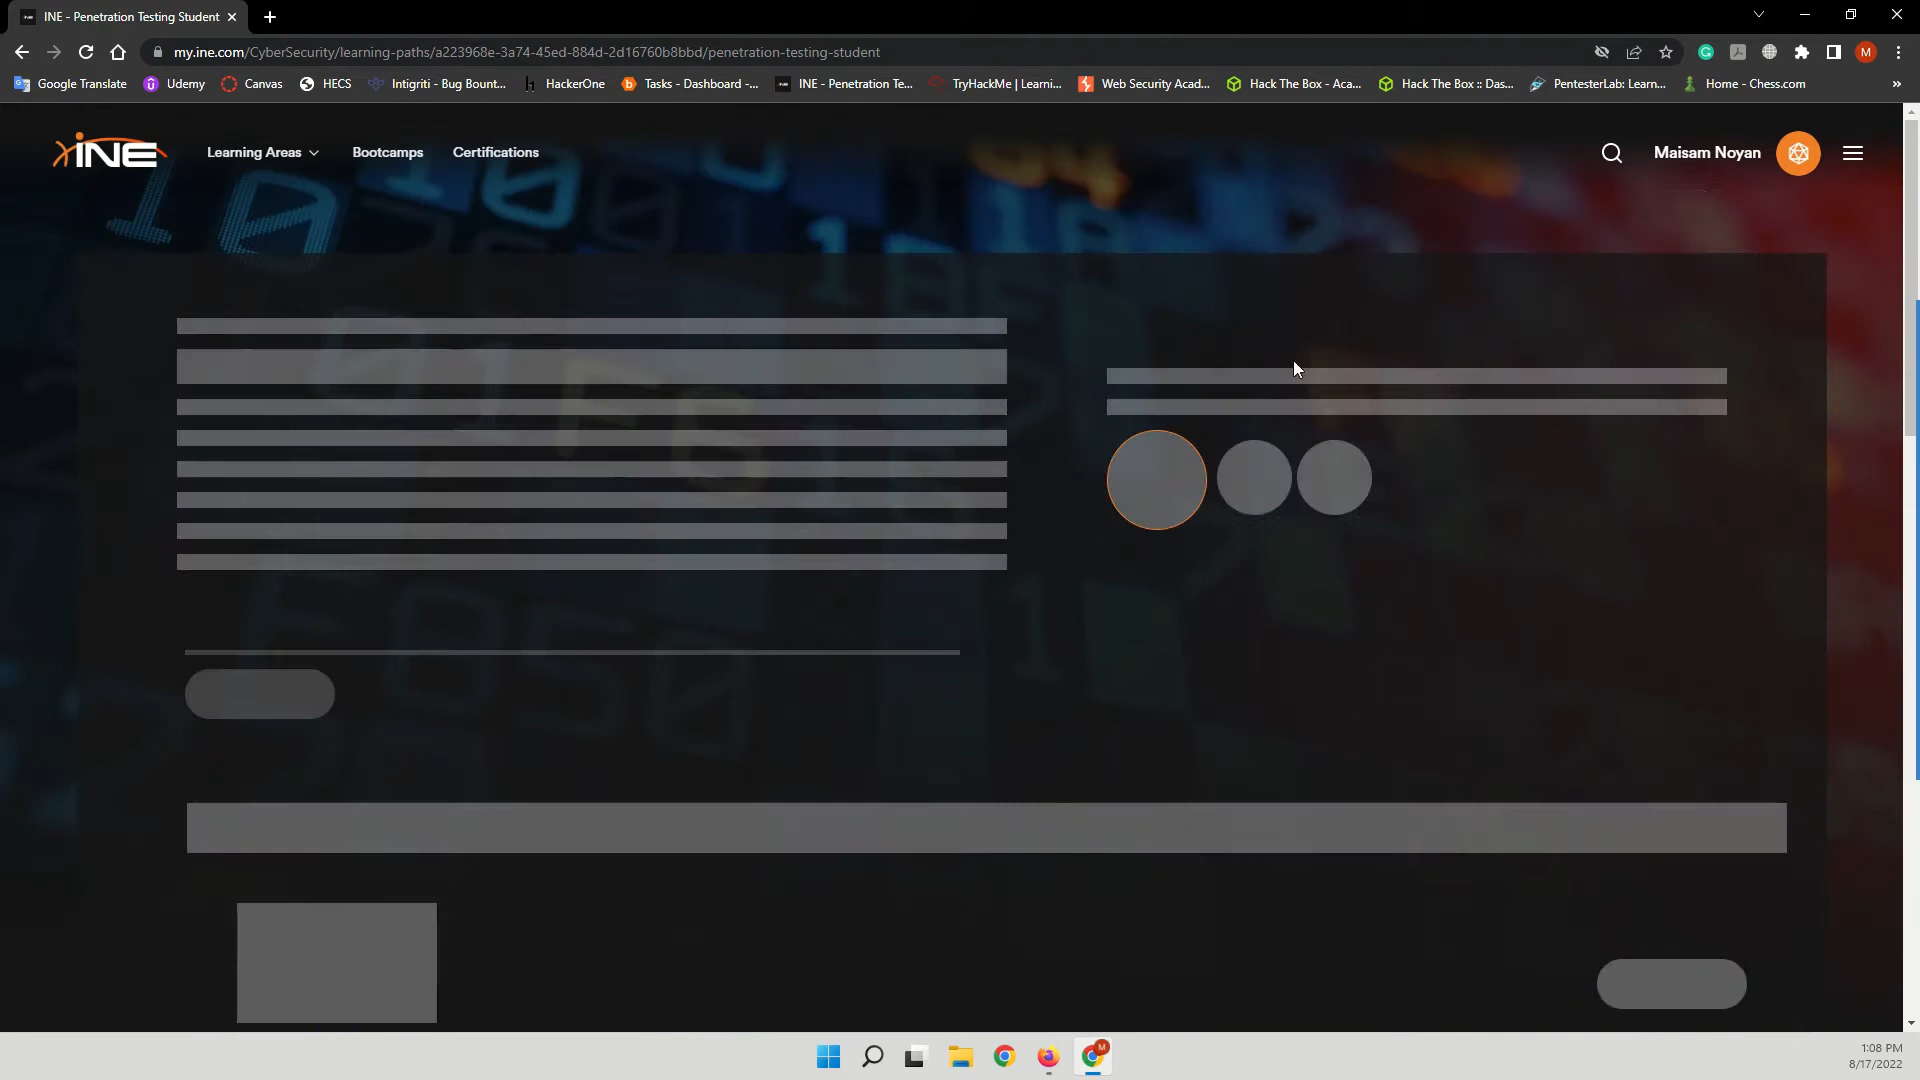 INE - Penetration Testing Student
my.ine.com/CyberSecurity/learning-paths/a223968e-3a74-45ed-884d-2d16760b8bbd/penetration-testing-student
M
Google Translate Udemy Canvas HECS Intigriti - Bug Bount... HackerOne Tasks - Dashboard -... INE - Penetration Te... TryHackMe | Learni... Web Security Acad... Hack The Box - Aca... Hack The Box :: Das... PentesterLab: Learn... Home - Chess.com »
INE Learning Areas Bootcamps Certifications Maisam Noyan
M
1:08 PM
8/17/2022